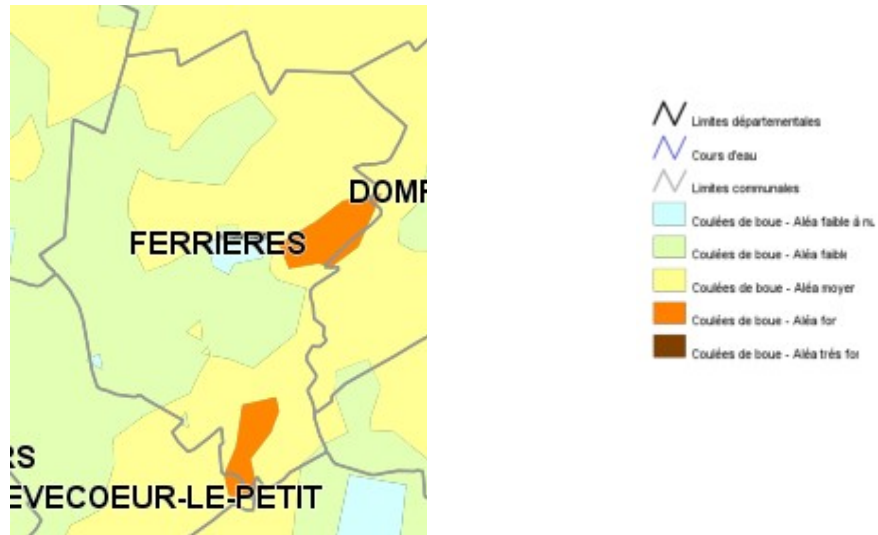 DOMF
FERRIERES
RS
EVECOEUR-LE-PETIT
Limites départementales
Cours d'eau
Limites communales
Coulées de boue - Aléa faible à nu
Coulées de boue - Aléa faible
Coulées de boue - Aléa moyer
Coulées de boue - Aléa for
Coulées de boue - Aléa trés for